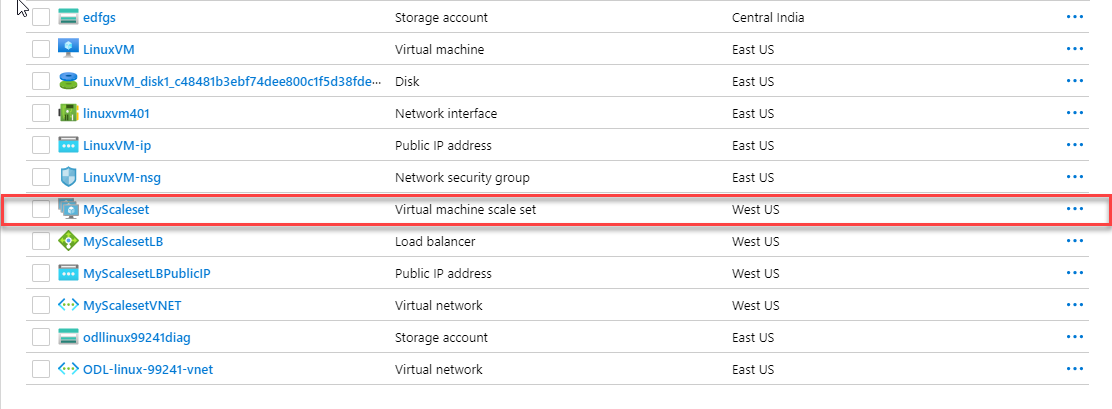 edfgs Storage account Central India
LinuxVM Virtual machine East US
LinuxVM_disk1_c48481b3ebf74dee800c1f5d38fde... Disk East US
linuxvm401 Network interface East US
LinuxVM-ip Public IP address East US
LinuxVM-nsg Network security group East US
MyScaleset Virtual machine scale set West US
MyScalesetLB Load balancer West US
MyScalesetLBPublicIP Public IP address West US
MyScalesetVNET Virtual network West US
odllinux99241diag Storage account East US
ODL-linux-99241-vnet Virtual network East US